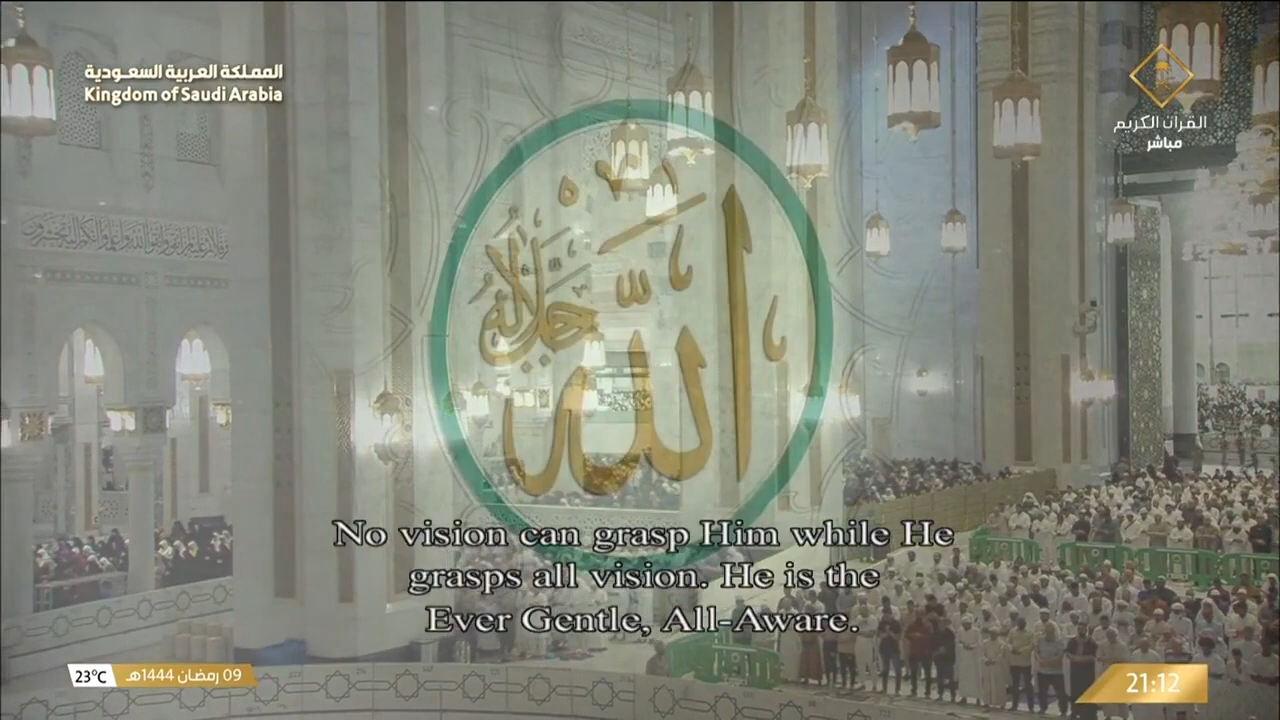 المملكة العربية السعودية
Kingdom of Saudi Arabia
القرآن الكريم
مباشر
الله
جل جلاله
No vision can grasp Him while He
grasps all vision. He is the
Ever Gentle, All-Aware.
23°C
09 رمضان 1444هـ
21:12